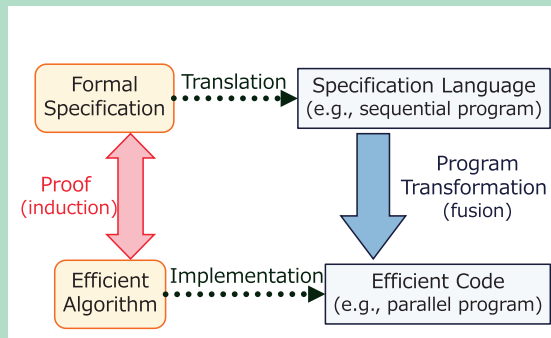 Formal
Specification
Translation
Specification Language
(e.g., sequential program)
Proof
(induction)
Program
Transformation
(fusion)
Efficient
Algorithm
Implementation
Efficient Code
(e.g., parallel program)